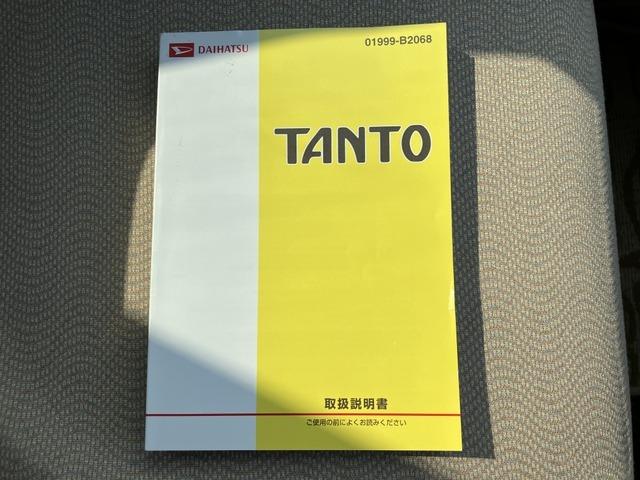 DAIHATSU
01999-B2068
TANTO
取扱説明書
ご使用の前によくお読みください